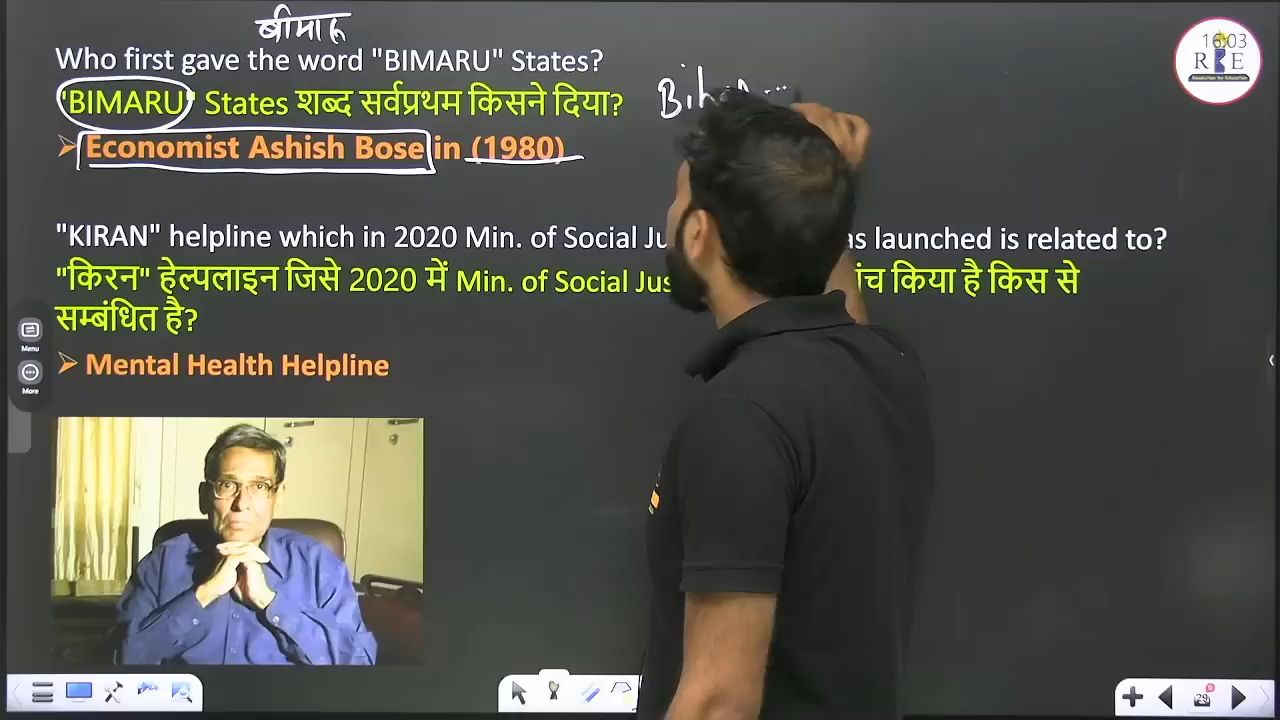 बीमारू
Who first gave the word "BIMARU" States?
"BIMARU" States शब्द सर्वप्रथम किसने दिया?
Economist Ashish Bose in (1980)
"KIRAN" helpline which in 2020 Min. of Social Ju as launched is related to?
"किरन" हेल्पलाइन जिसे 2020 में Min. of Social Jus ंच किया है किस से
सम्बंधित है?
Mental Health Helpline
16:03
R E
Menu
More
29